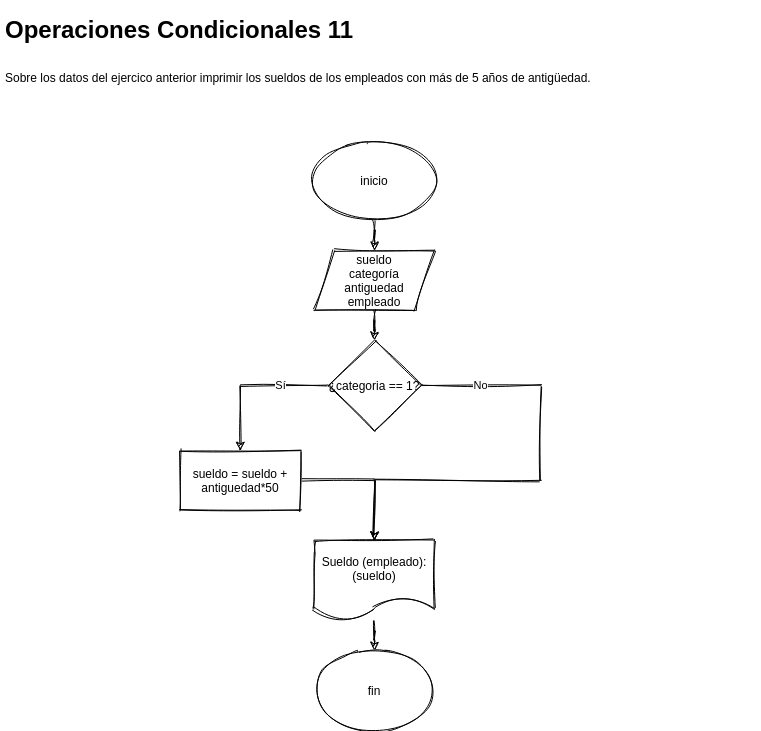 Operaciones Condicionales 11
Sobre los datos del ejercico anterior imprimir los sueldos de los empleados con más de 5 años de antigüedad.
inicio
sueldo
categoría
antiguedad
empleado
¿categoria == 1?
Sí
No
sueldo = sueldo +
antiguedad*50
Sueldo (empleado):
(sueldo)
fin